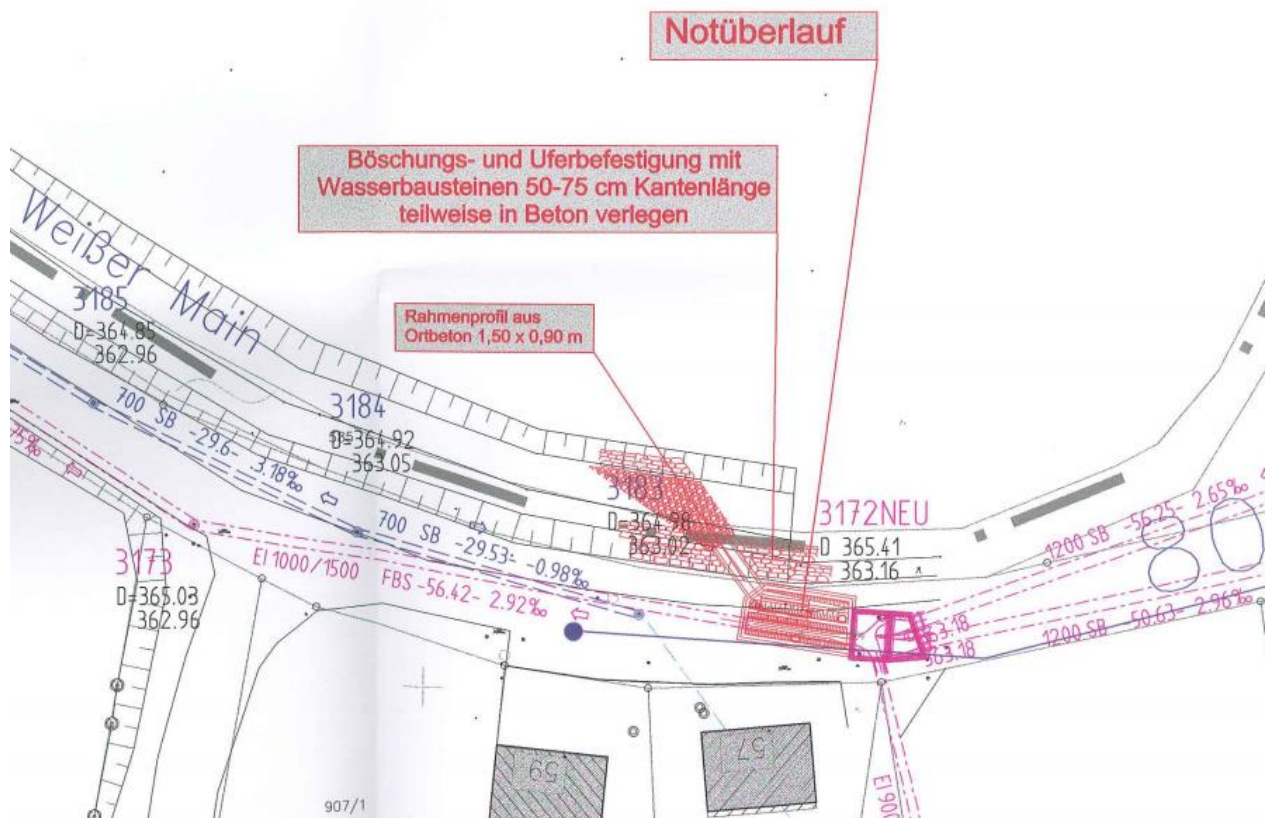 Notüberlauf
Böschungs- und Uferbefestigung mit
Wasserbausteinen 50-75 cm Kantenlänge
teilweise in Beton verlegen
Weißer Main
Rahmenprofil aus
Ortbeton 1,50 x 0,90 m
3185
D=364.85
362.96
3184
D=364.92
363.05
700 SB -29.6- 3.18‰
3183
D=364.98
363.02
3172NEU
D 365.41
363.16
700 SB -29.53- -0.98‰
1200 SB -56.25- 2.65‰
EI 1000/1500 FBS -56.42- 2.92‰
3173
D=365.03
362.96
363.18
363.18
1200 SB -50.63- 2.96‰
59
57
907/1
EI 900